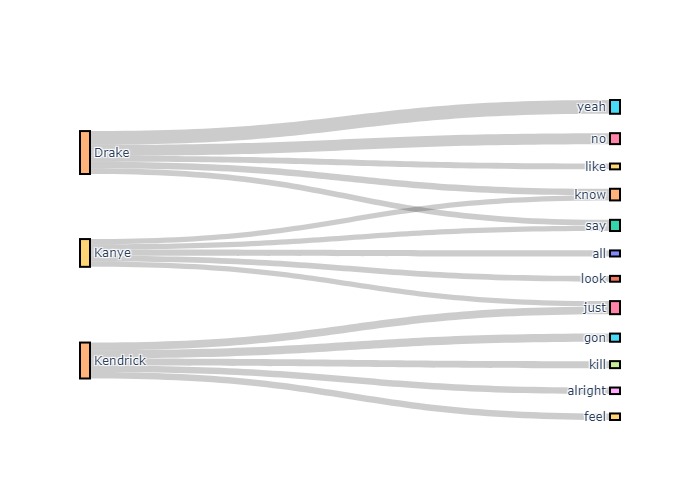 yeah
no
Drake
like
know
say
Kanye
all
look
just
gon
Kendrick
kill
alright
feel